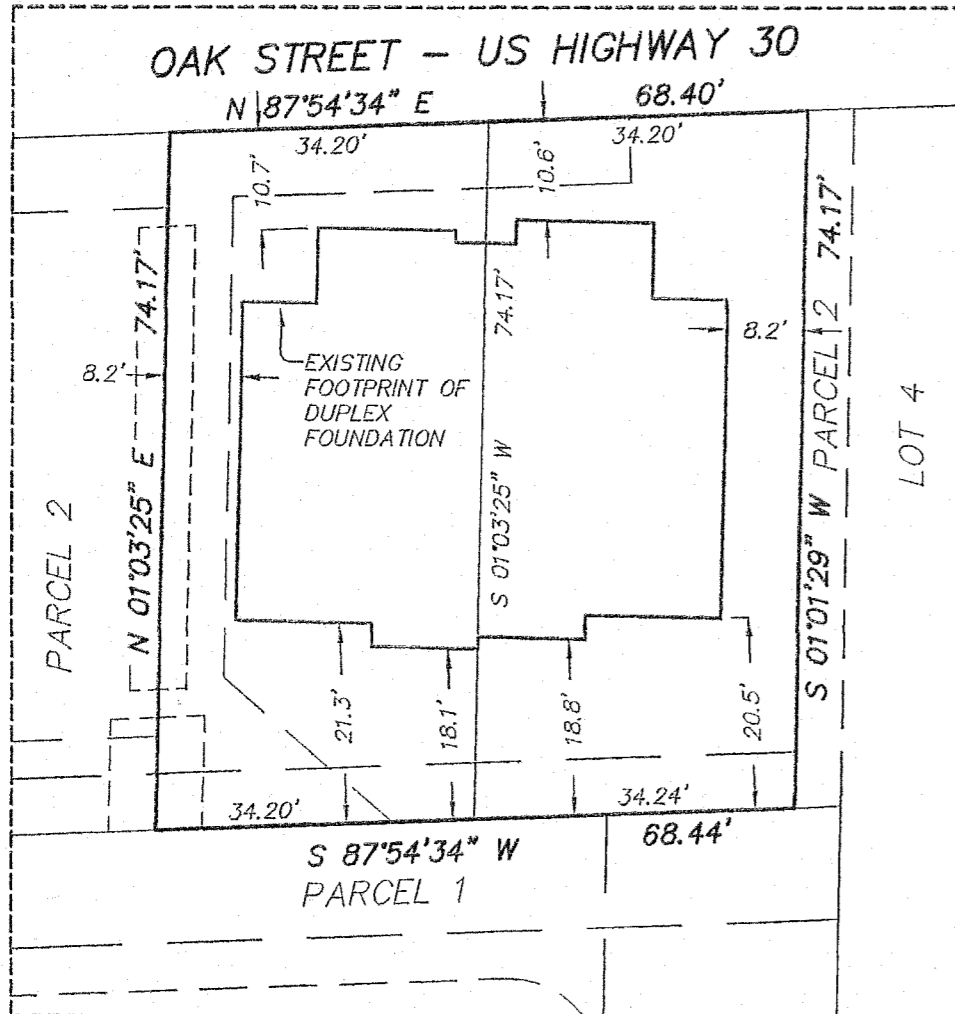 OAK STREET - US HIGHWAY 30
N 87°54'34" E
68.40'
34.20'
34.20'
10.7'
10.6'
74.17'
74.17'
74.17'
8.2'
8.2'
EXISTING
FOOTPRINT OF
DUPLEX
FOUNDATION
N 01°03'25" E
S 01°03'25" W
S 01°01'29" W
PARCEL 2
PARCEL 2
LOT 4
21.3'
18.1'
18.8'
20.5'
34.20'
34.24'
S 87°54'34" W
68.44'
PARCEL 1